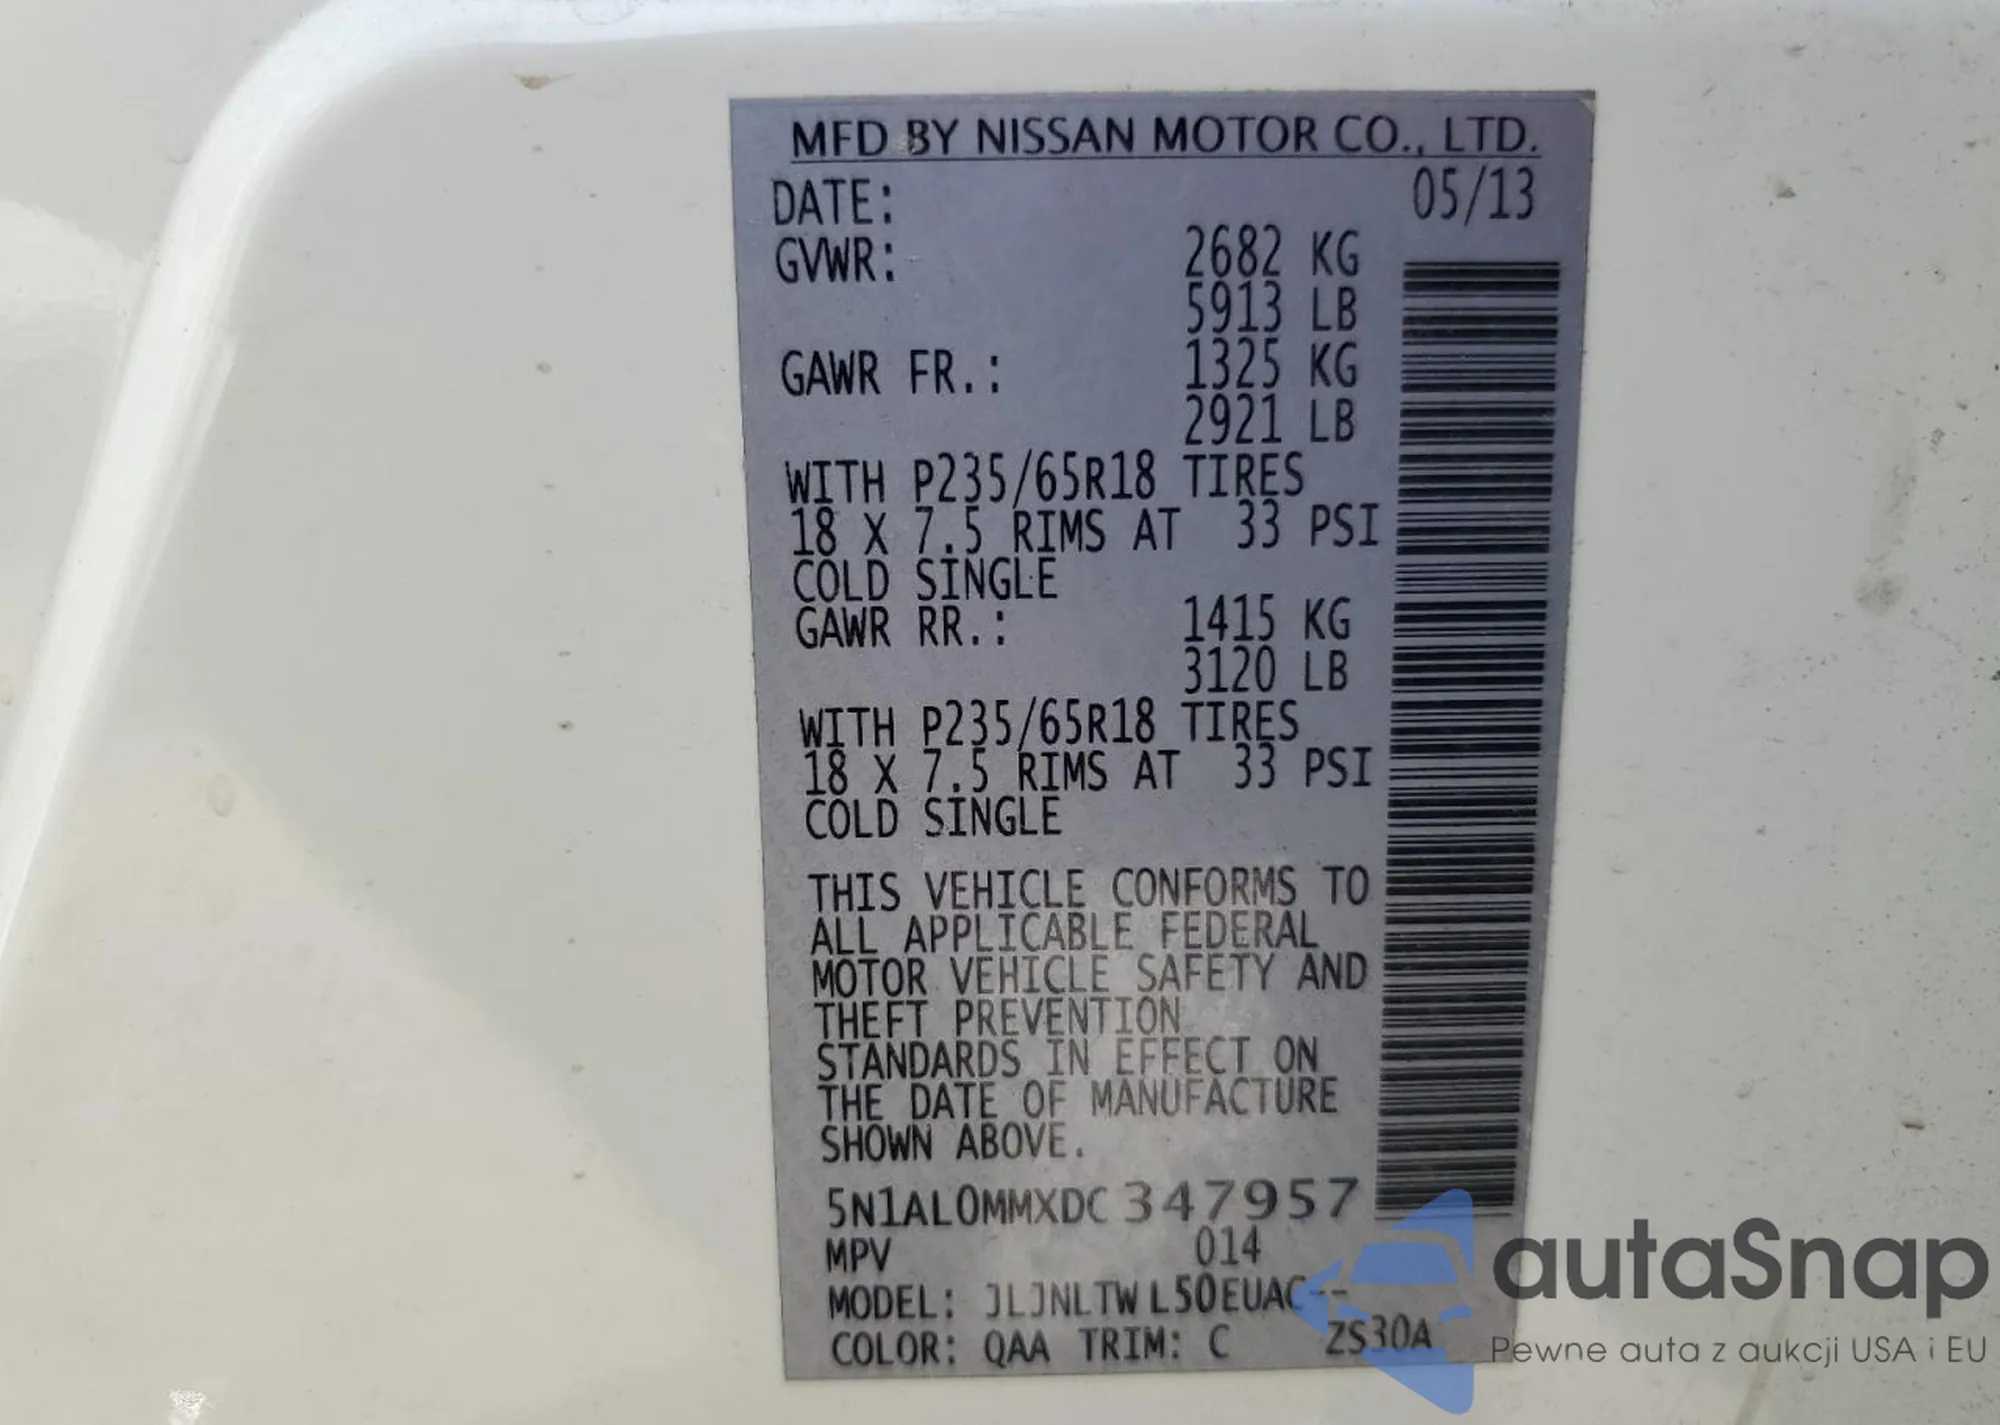 MFD BY NISSAN MOTOR CO., LTD.
DATE: 05/13
GVWR: 2682 KG
5913 LB
GAWR FR.: 1325 KG
2921 LB
WITH P235/65R18 TIRES
18 X 7.5 RIMS AT 33 PSI
COLD SINGLE
GAWR RR.: 1415 KG
3120 LB
WITH P235/65R18 TIRES
18 X 7.5 RIMS AT 33 PSI
COLD SINGLE
THIS VEHICLE CONFORMS TO
ALL APPLICABLE FEDERAL
MOTOR VEHICLE SAFETY AND
THEFT PREVENTION
STANDARDS IN EFFECT ON
THE DATE OF MANUFACTURE
SHOWN ABOVE.
5N1AL0MMXDC347957
MPV 014
MODEL: JLJNLTWL50EUAC--
COLOR: QAA TRIM: C ZS30A
autaSnap
Pewne auta z aukcji USA i EU